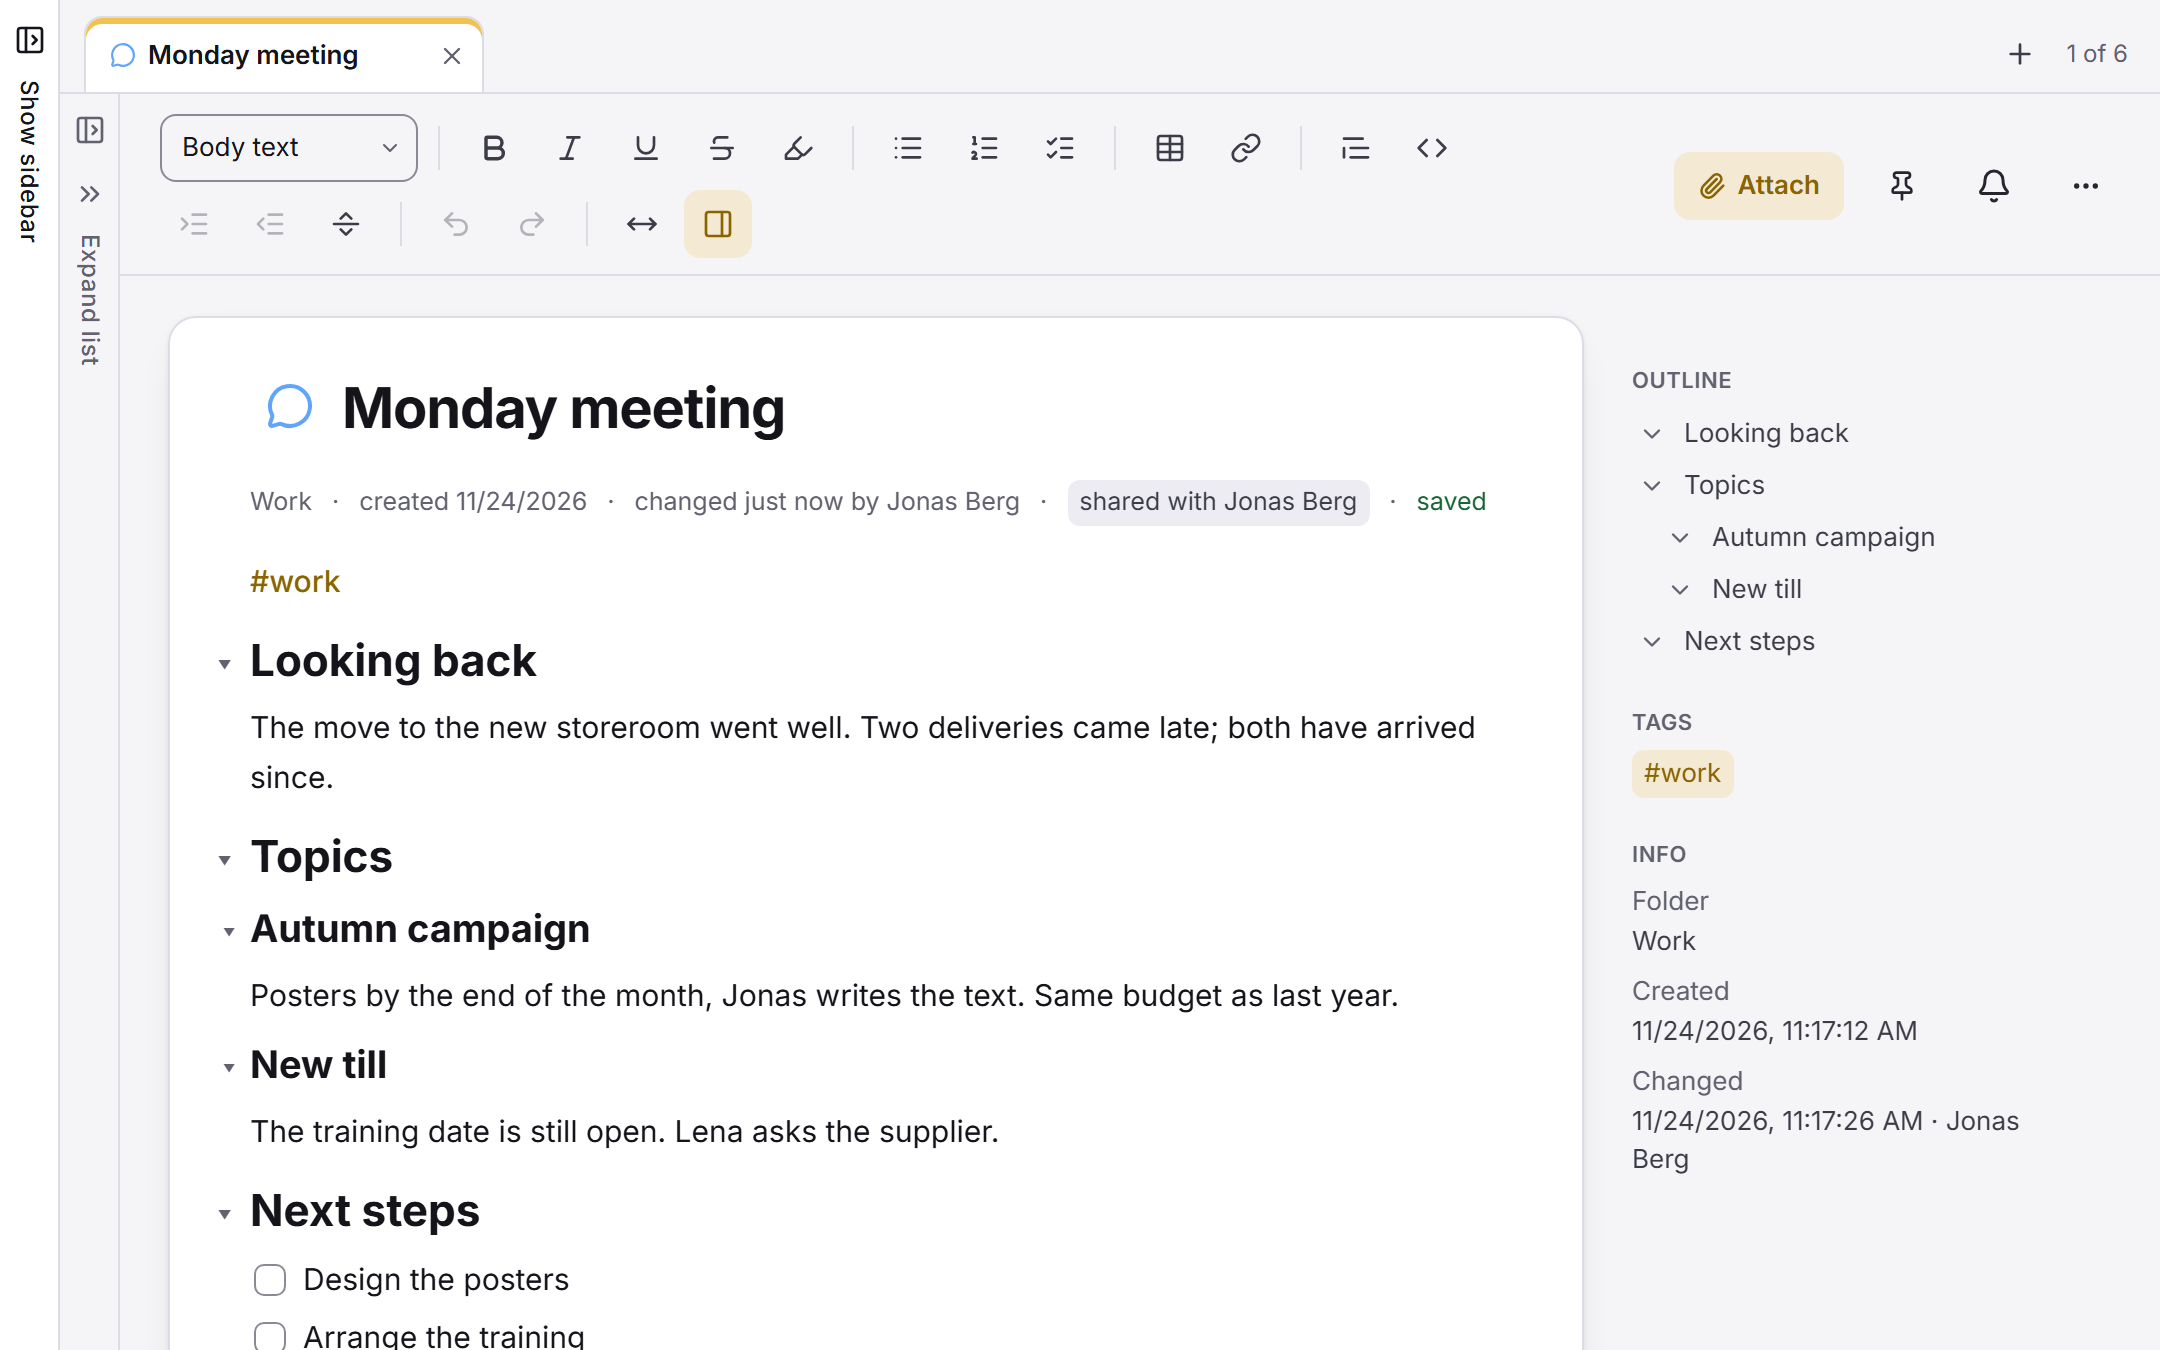 Show sidebar
Monday meeting
1 of 6
Expand list
Body text
Attach
Monday meeting
Work · created 11/24/2026 · changed just now by Jonas Berg · shared with Jonas Berg · saved
#work
Looking back
The move to the new storeroom went well. Two deliveries came late; both have arrived
since.
Topics
Autumn campaign
Posters by the end of the month, Jonas writes the text. Same budget as last year.
New till
The training date is still open. Lena asks the supplier.
Next steps
Design the posters
Arrange the training
OUTLINE
Looking back
Topics
Autumn campaign
New till
Next steps
TAGS
#work
INFO
Folder
Work
Created
11/24/2026, 11:17:12 AM
Changed
11/24/2026, 11:17:26 AM · Jonas
Berg